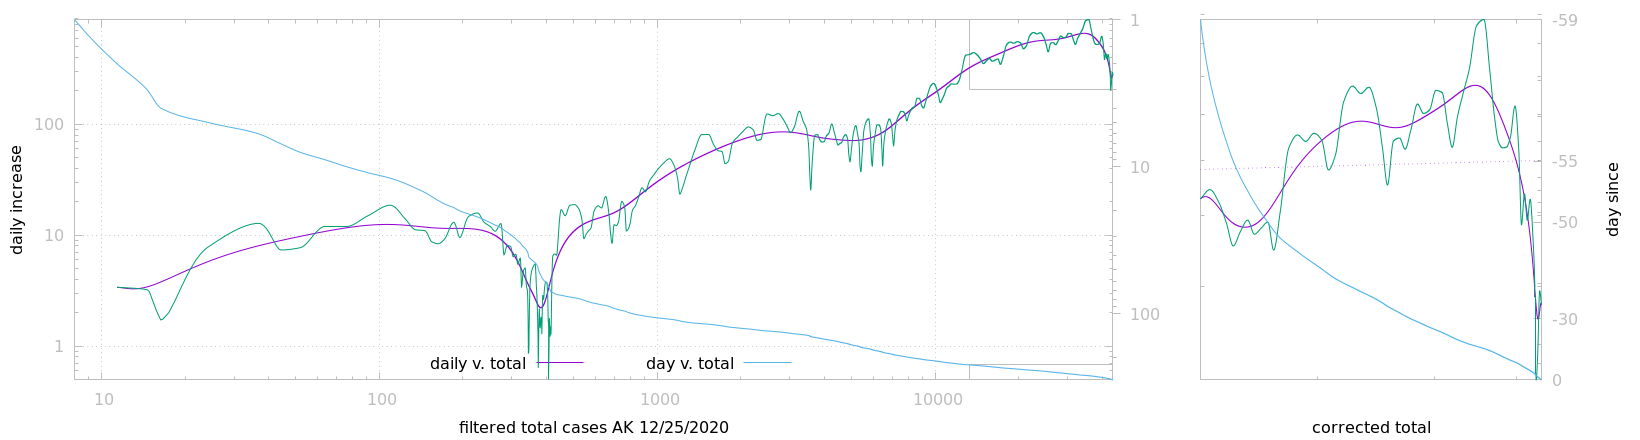 daily increase
100
10
1
10
100
1000
10000
1
10
100
daily v. total
day v. total
filtered total cases AK 12/25/2020
-59
-55
-50
-30
0
day since
corrected total